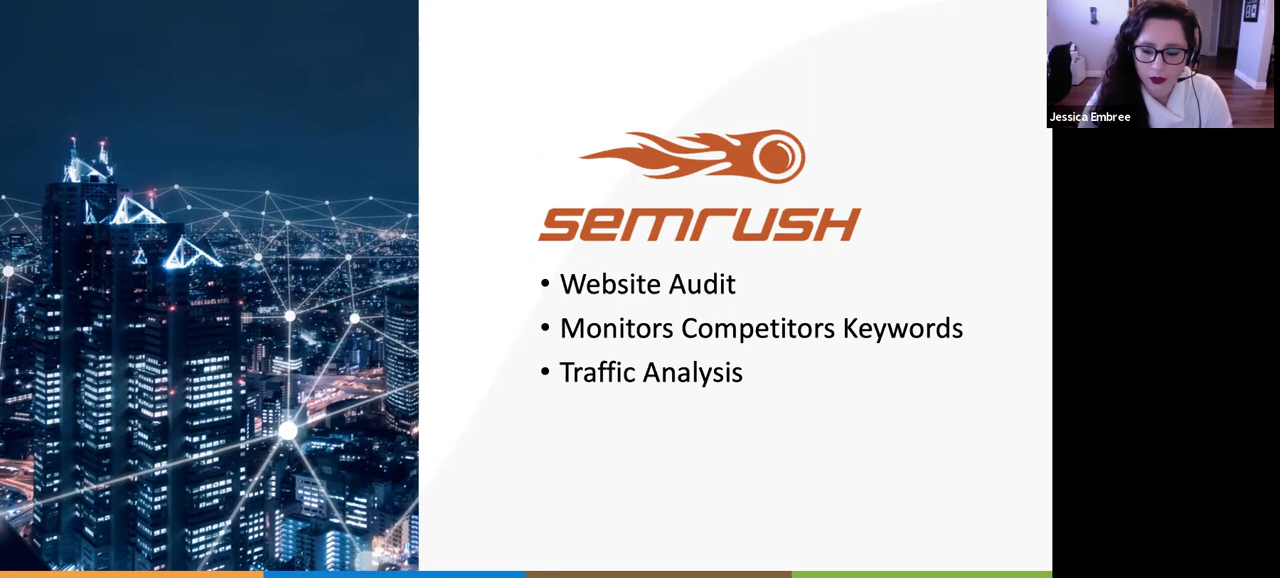 semrush
• Website Audit
• Monitors Competitors Keywords
• Traffic Analysis
Jessica Embree